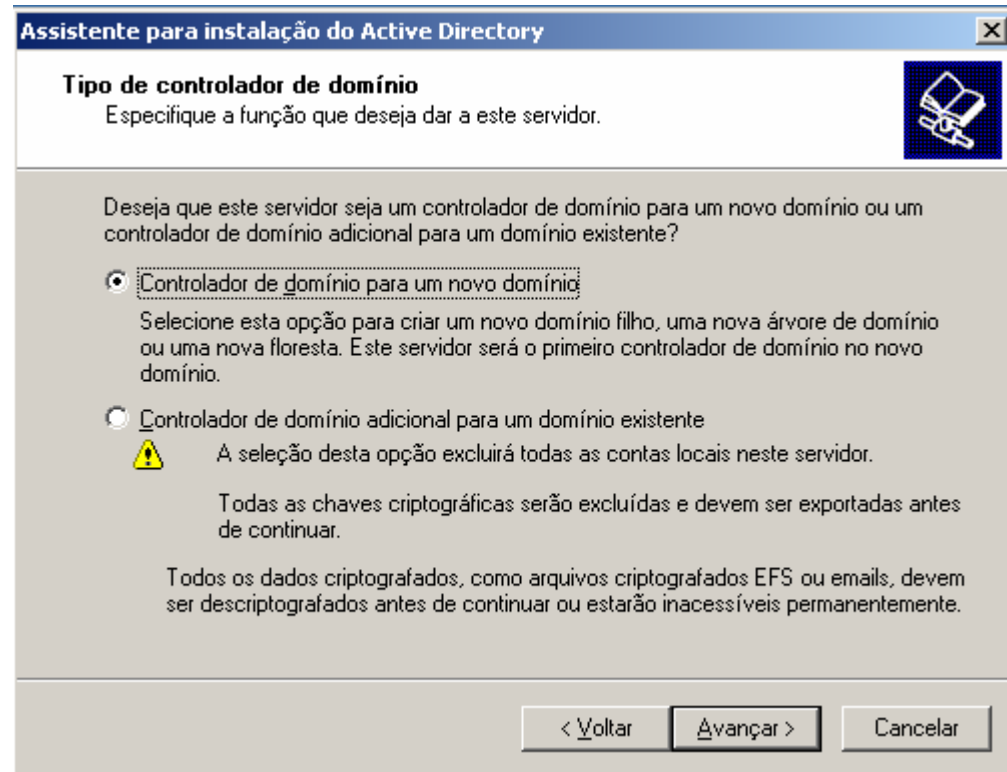 Assistente para instalação do Active Directory
Tipo de controlador de domínio
Especifique a função que deseja dar a este servidor.
Deseja que este servidor seja um controlador de domínio para um novo domínio ou um
controlador de domínio adicional para um domínio existente?
Controlador de domínio para um novo domínio
Selecione esta opção para criar um novo domínio filho, uma nova árvore de domínio
ou uma nova floresta. Este servidor será o primeiro controlador de domínio no novo
domínio.
Controlador de domínio adicional para um domínio existente
A seleção desta opção excluirá todas as contas locais neste servidor.
Todas as chaves criptográficas serão excluídas e devem ser exportadas antes
de continuar.
Todos os dados criptografados, como arquivos criptografados EFS ou emails, devem
ser descriptografados antes de continuar ou estarão inacessíveis permanentemente.
< Voltar Avançar > Cancelar